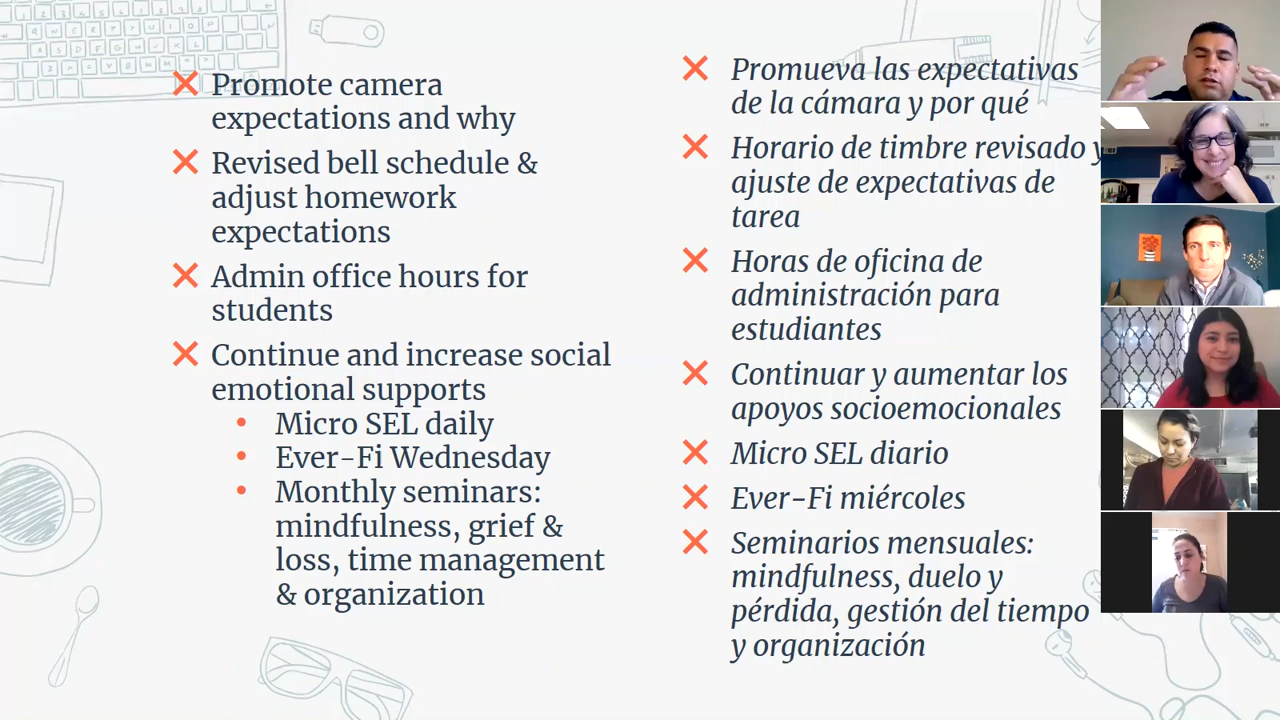 Promote camera
expectations and why
Revised bell schedule &
adjust homework
expectations
Admin office hours for
students
Continue and increase social
emotional supports
Micro SEL daily
Ever-Fi Wednesday
Monthly seminars:
mindfulness, grief &
loss, time management
& organization
Promueva las expectativas
de la cámara y por qué
Horario de timbre revisado y
ajuste de expectativas de
tarea
Horas de oficina de
administración para
estudiantes
Continuar y aumentar los
apoyos socioemocionales
Micro SEL diario
Ever-Fi miércoles
Seminarios mensuales:
mindfulness, duelo y
pérdida, gestión del tiempo
y organización